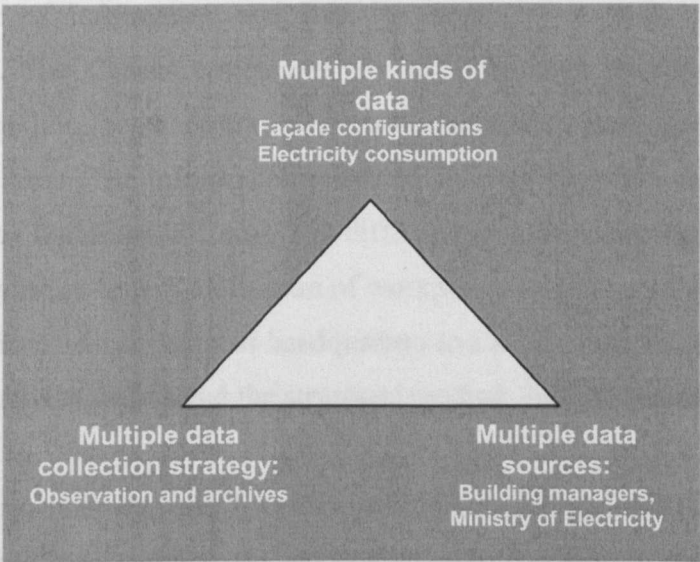 Multiple kinds of
data
Façade configurations
Electricity consumption
Multiple data
collection strategy:
Observation and archives
Multiple data
sources:
Building managers,
Ministry of Electricity